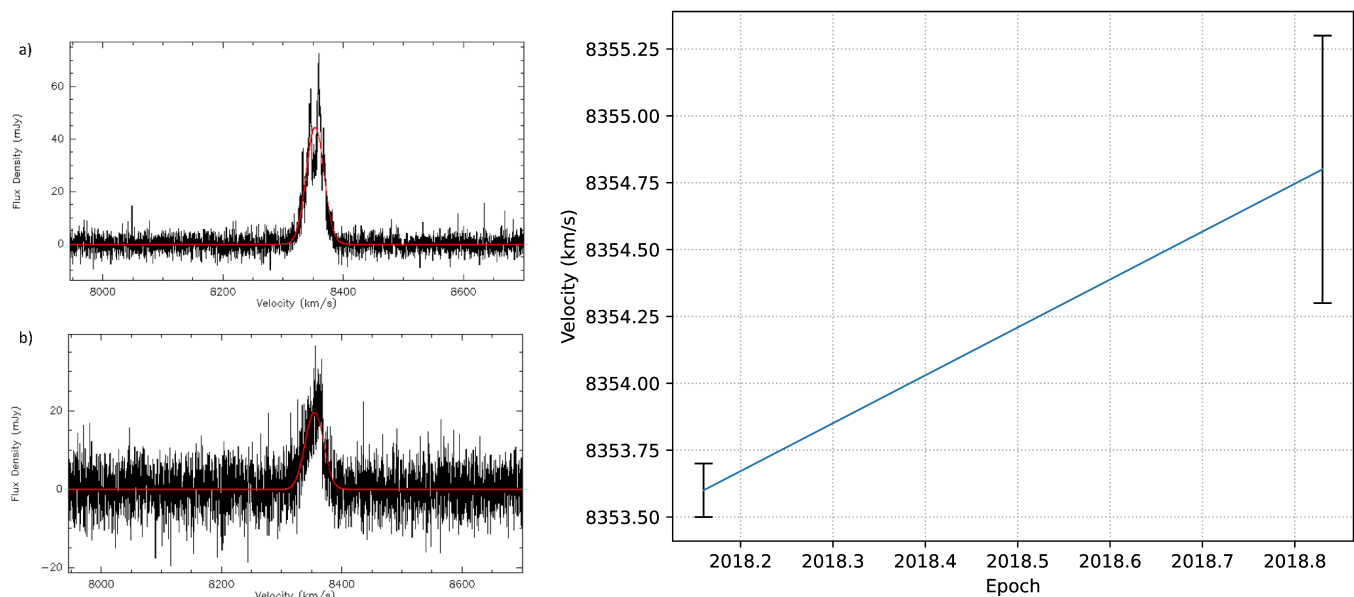 a)
Flux Density (mJy)
60
40
20
0
8000 8200 8400 8600
Velocity (km/s)
b)
Flux Density (mJy)
20
0
−20
8000 8200 8400 8600
Velocity (km/s)
Velocity (km/s)
8355.25
8355.00
8354.75
8354.50
8354.25
8354.00
8353.75
8353.50
2018.2 2018.3 2018.4 2018.5 2018.6 2018.7 2018.8
Epoch